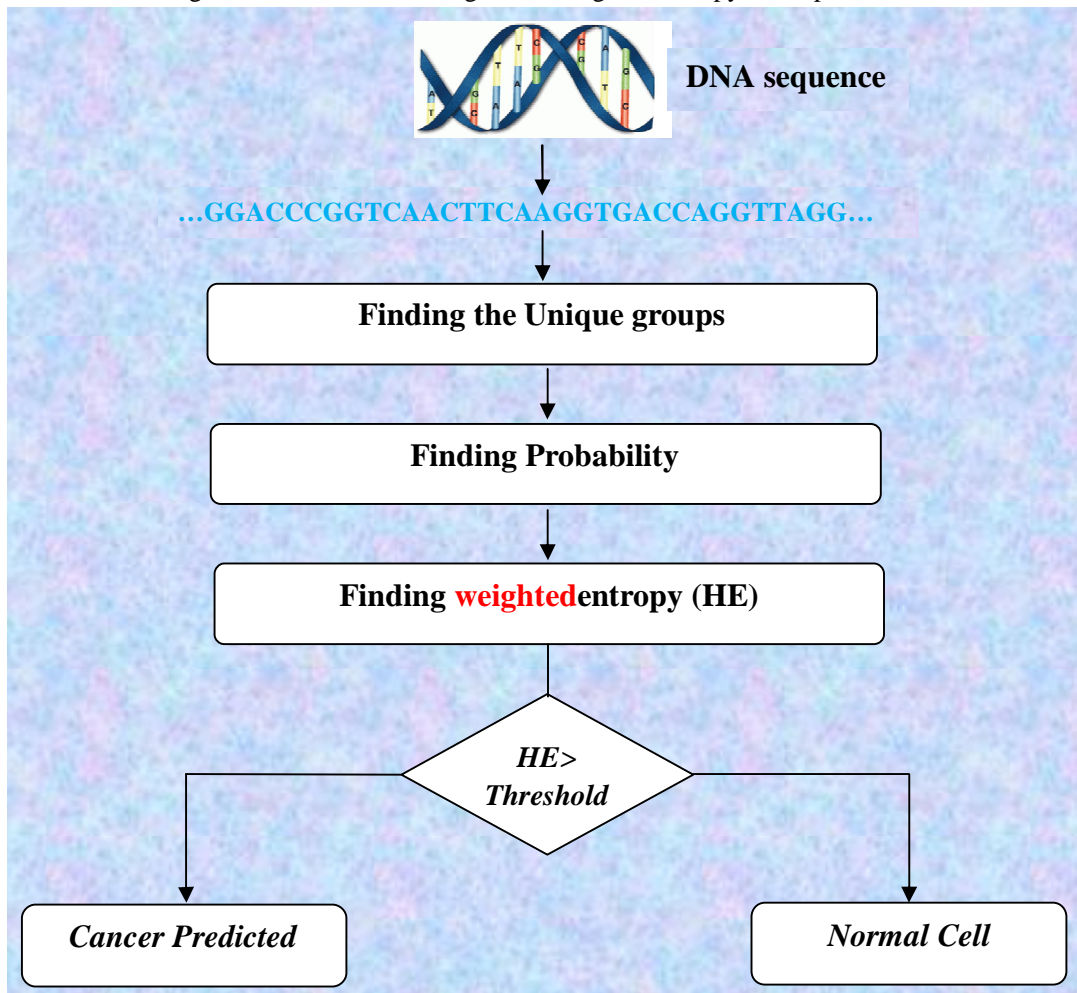 DNA sequence
…GGACCCGGTCAACTTCAAGGTGACCAGGTTAGG…
Finding the Unique groups
Finding Probability
Finding weightedentropy (HE)
HE>
Threshold
Cancer Predicted
Normal Cell